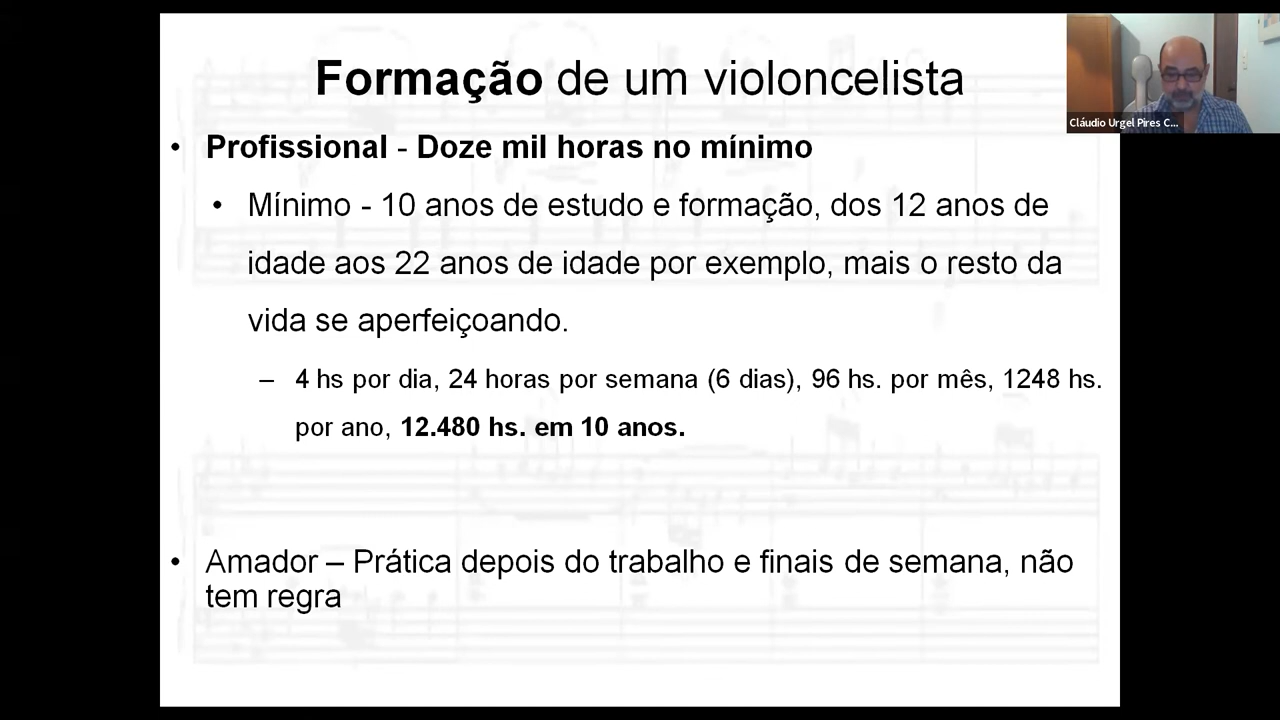 Formação de um violoncelista
Cláudio Urgel Pires C...
• Profissional - Doze mil horas no mínimo
• Mínimo - 10 anos de estudo e formação, dos 12 anos de
idade aos 22 anos de idade por exemplo, mais o resto da
vida se aperfeiçoando.
– 4 hs por dia, 24 horas por semana (6 dias), 96 hs. por mês, 1248 hs.
por ano, 12.480 hs. em 10 anos.
• Amador – Prática depois do trabalho e finais de semana, não
tem regra